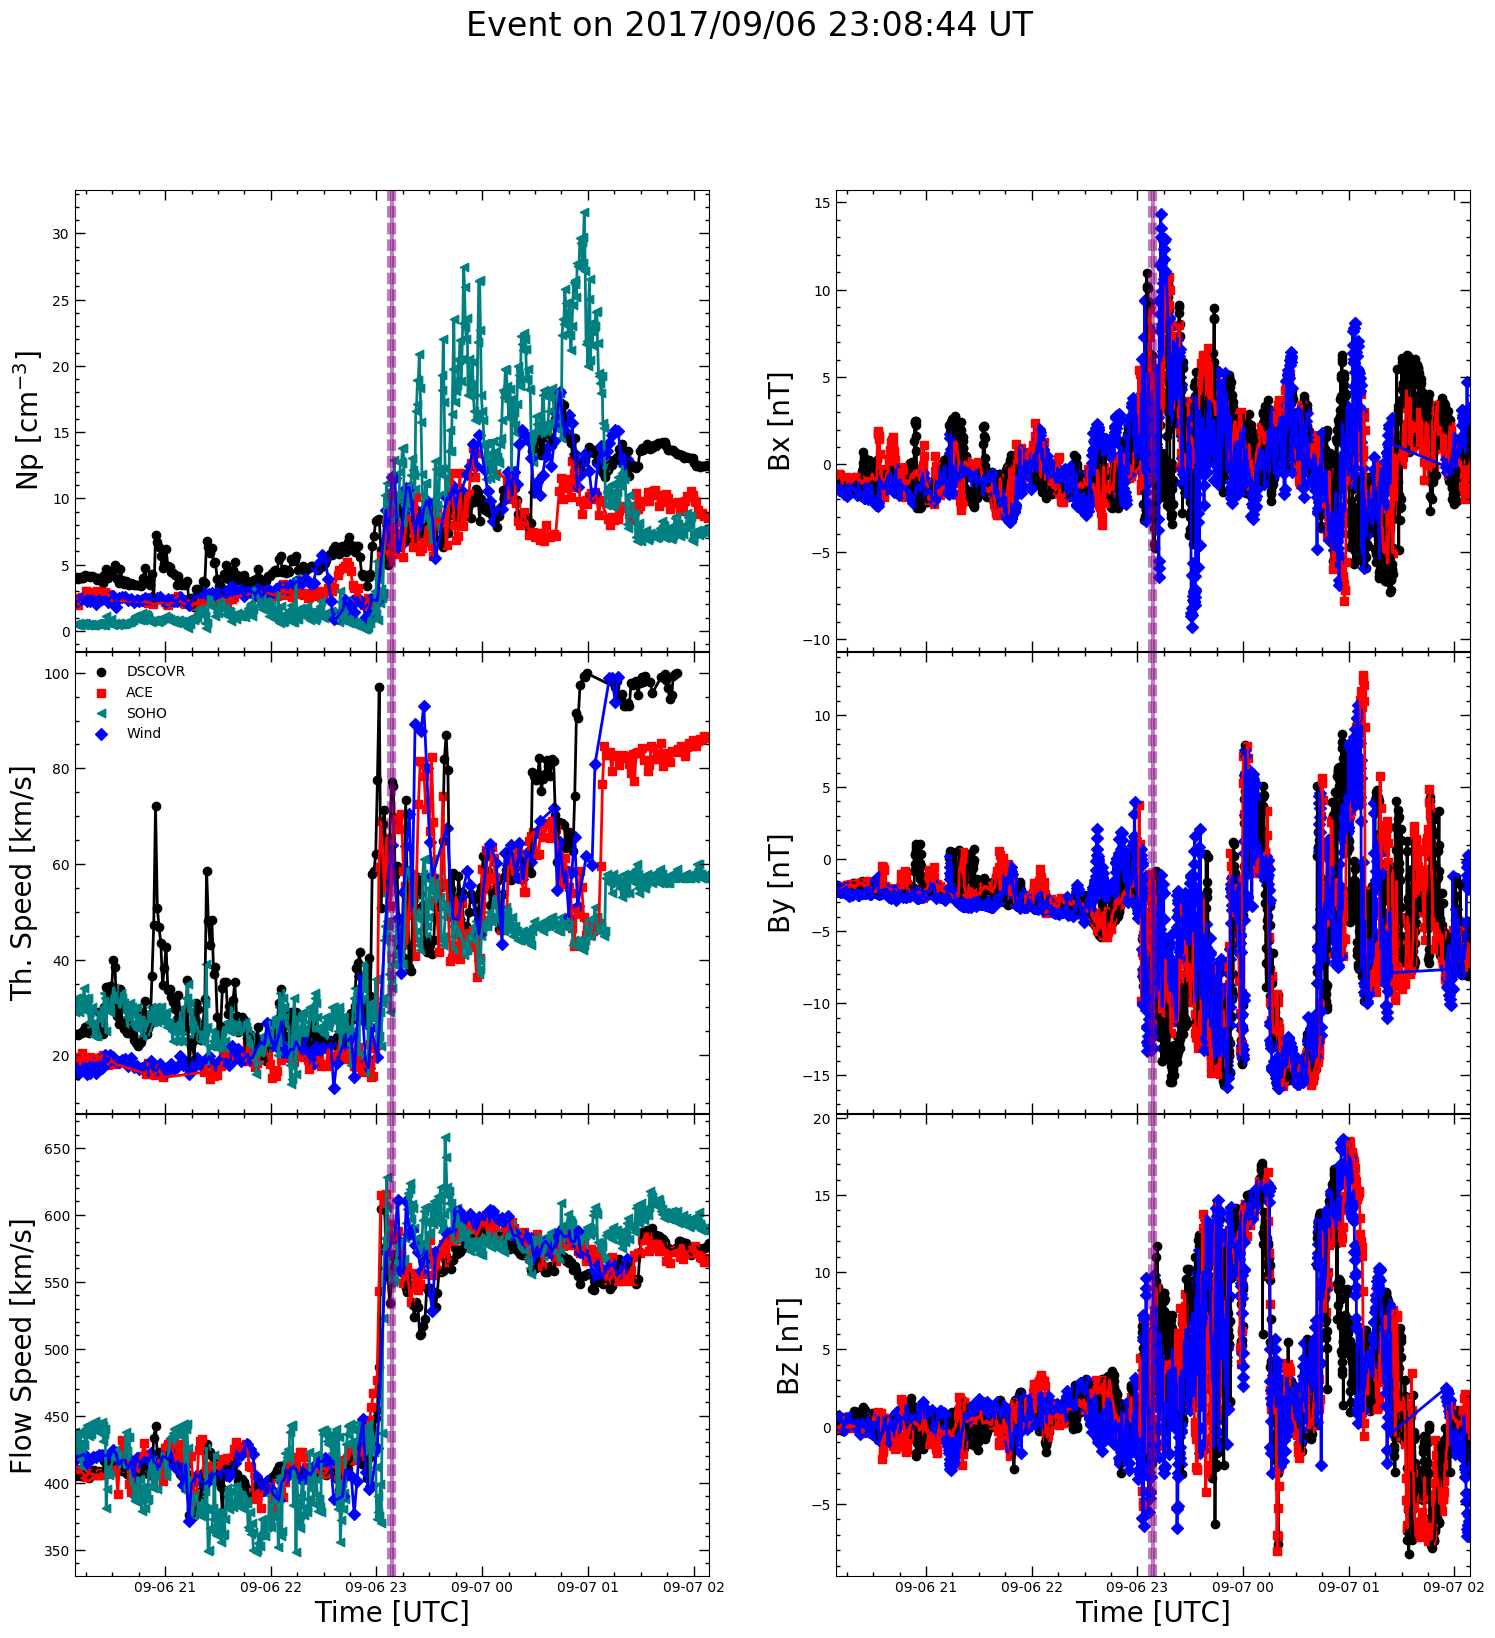 Event on 2017/09/06 23:08:44 UT
Np [cm⁻³]
30
25
20
15
10
5
0
Th. Speed [km/s]
100
80
60
40
20
DSCOVR
ACE
SOHO
Wind
Flow Speed [km/s]
650
600
550
500
450
400
350
09-06 21 09-06 22 09-06 23 09-07 00 09-07 01 09-07 02
Time [UTC]
Bx [nT]
15
10
5
0
−5
−10
By [nT]
10
5
0
−5
−10
−15
Bz [nT]
20
15
10
5
0
−5
09-06 21 09-06 22 09-06 23 09-07 00 09-07 01 09-07 02
Time [UTC]